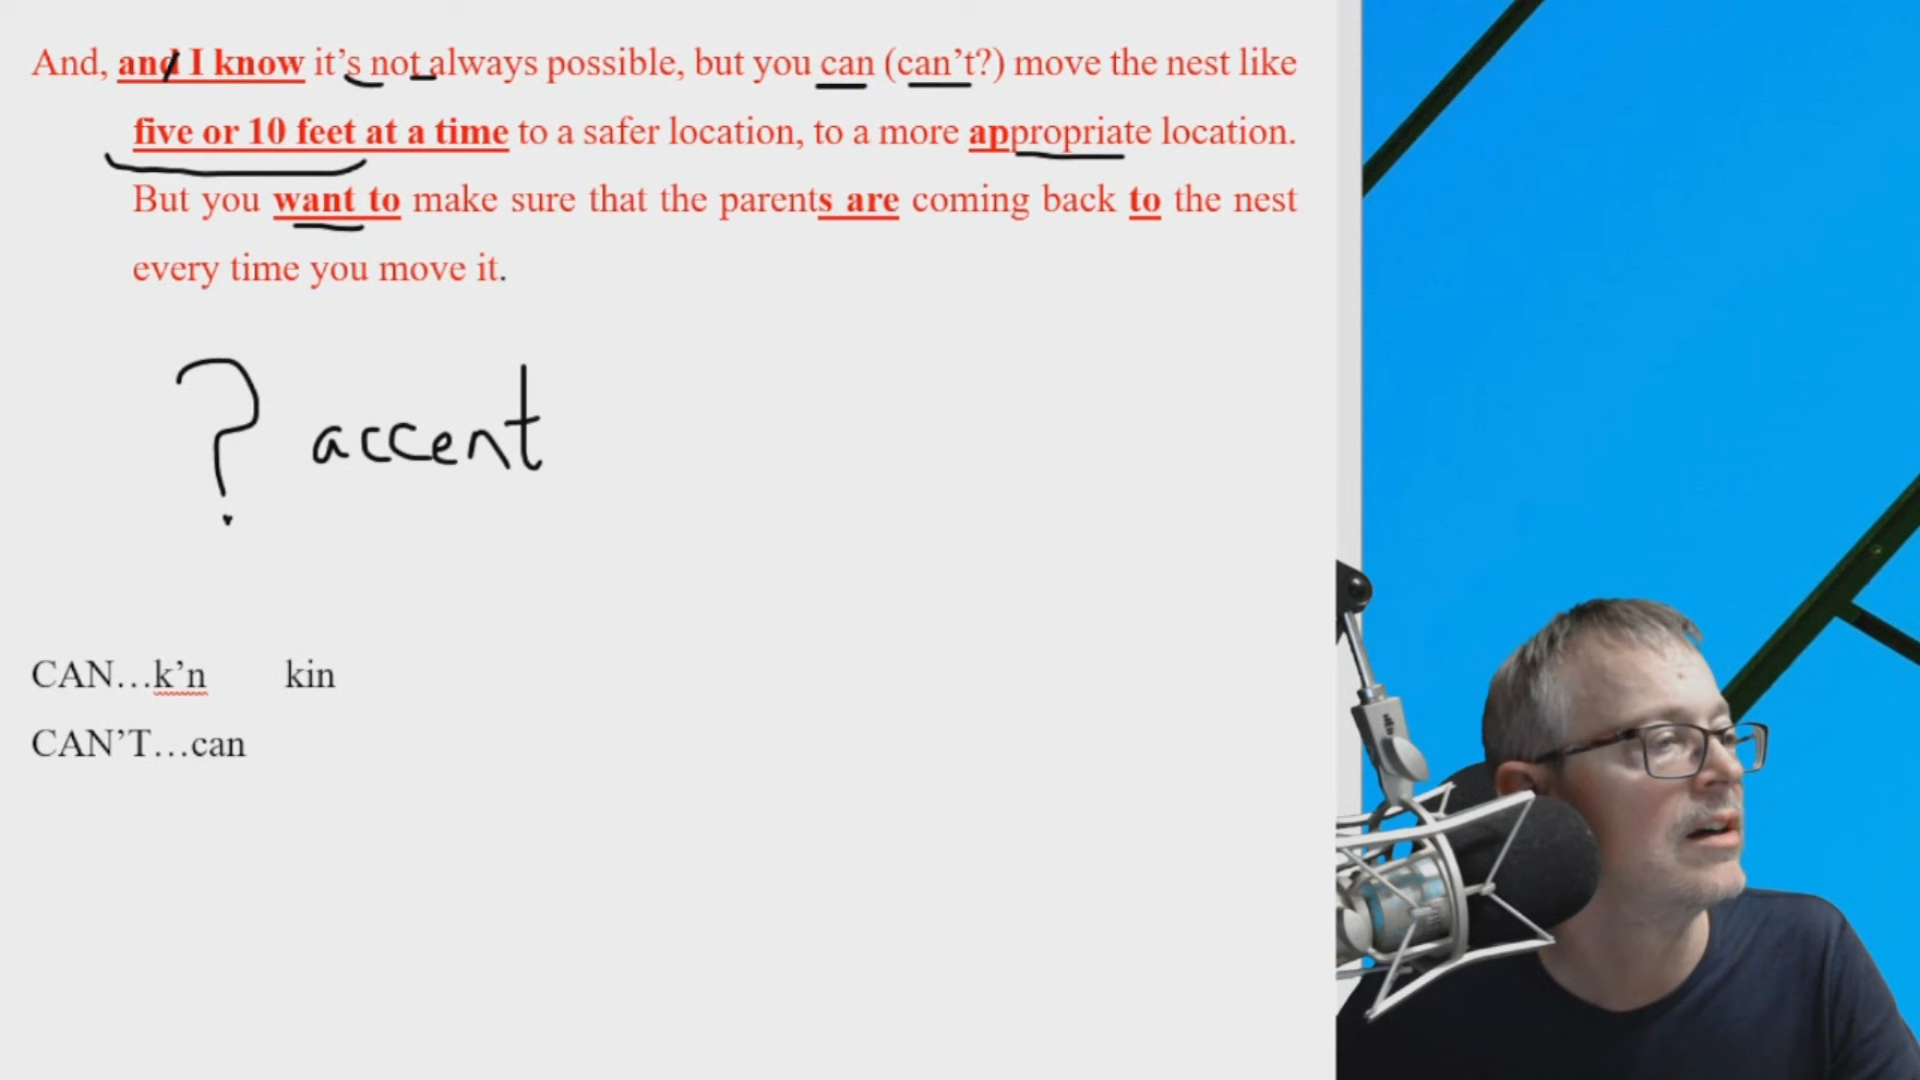 And, and I know it’s not always possible, but you can (can’t?) move the nest like
five or 10 feet at a time to a safer location, to a more appropriate location.
But you want to make sure that the parents are coming back to the nest
every time you move it.
? accent
CAN…k’n kin
CAN’T…can